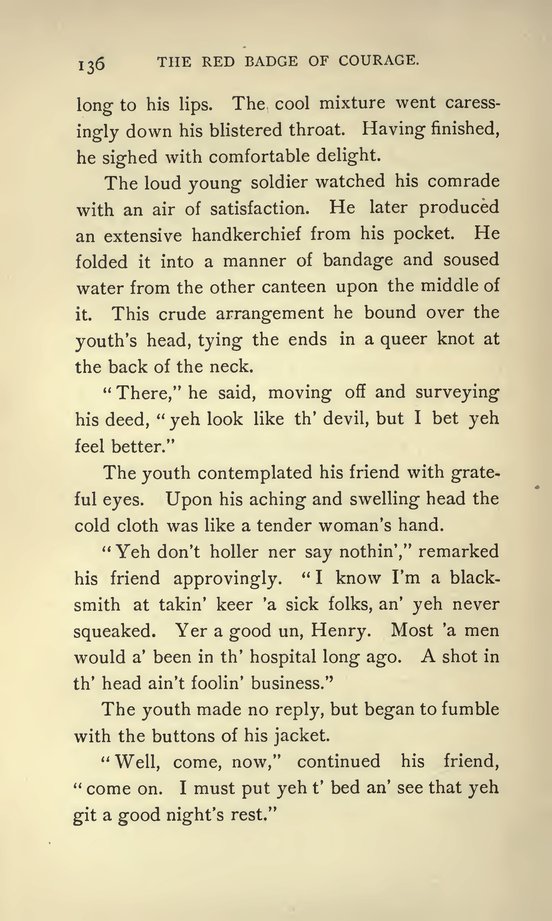 136 THE RED BADGE OF COURAGE.
long to his lips. The cool mixture went caress-
ingly down his blistered throat. Having finished,
he sighed with comfortable delight.
The loud young soldier watched his comrade
with an air of satisfaction. He later produced
an extensive handkerchief from his pocket. He
folded it into a manner of bandage and soused
water from the other canteen upon the middle of
it. This crude arrangement he bound over the
youth's head, tying the ends in a queer knot at
the back of the neck.
"There," he said, moving off and surveying
his deed, "yeh look like th' devil, but I bet yeh
feel better."
The youth contemplated his friend with grate-
ful eyes. Upon his aching and swelling head the
cold cloth was like a tender woman's hand.
"Yeh don't holler ner say nothin'," remarked
his friend approvingly. "I know I'm a black-
smith at takin' keer 'a sick folks, an' yeh never
squeaked. Yer a good un, Henry. Most 'a men
would a' been in th' hospital long ago. A shot in
th' head ain't foolin' business."
The youth made no reply, but began to fumble
with the buttons of his jacket.
"Well, come, now," continued his friend,
"come on. I must put yeh t' bed an' see that yeh
git a good night's rest."